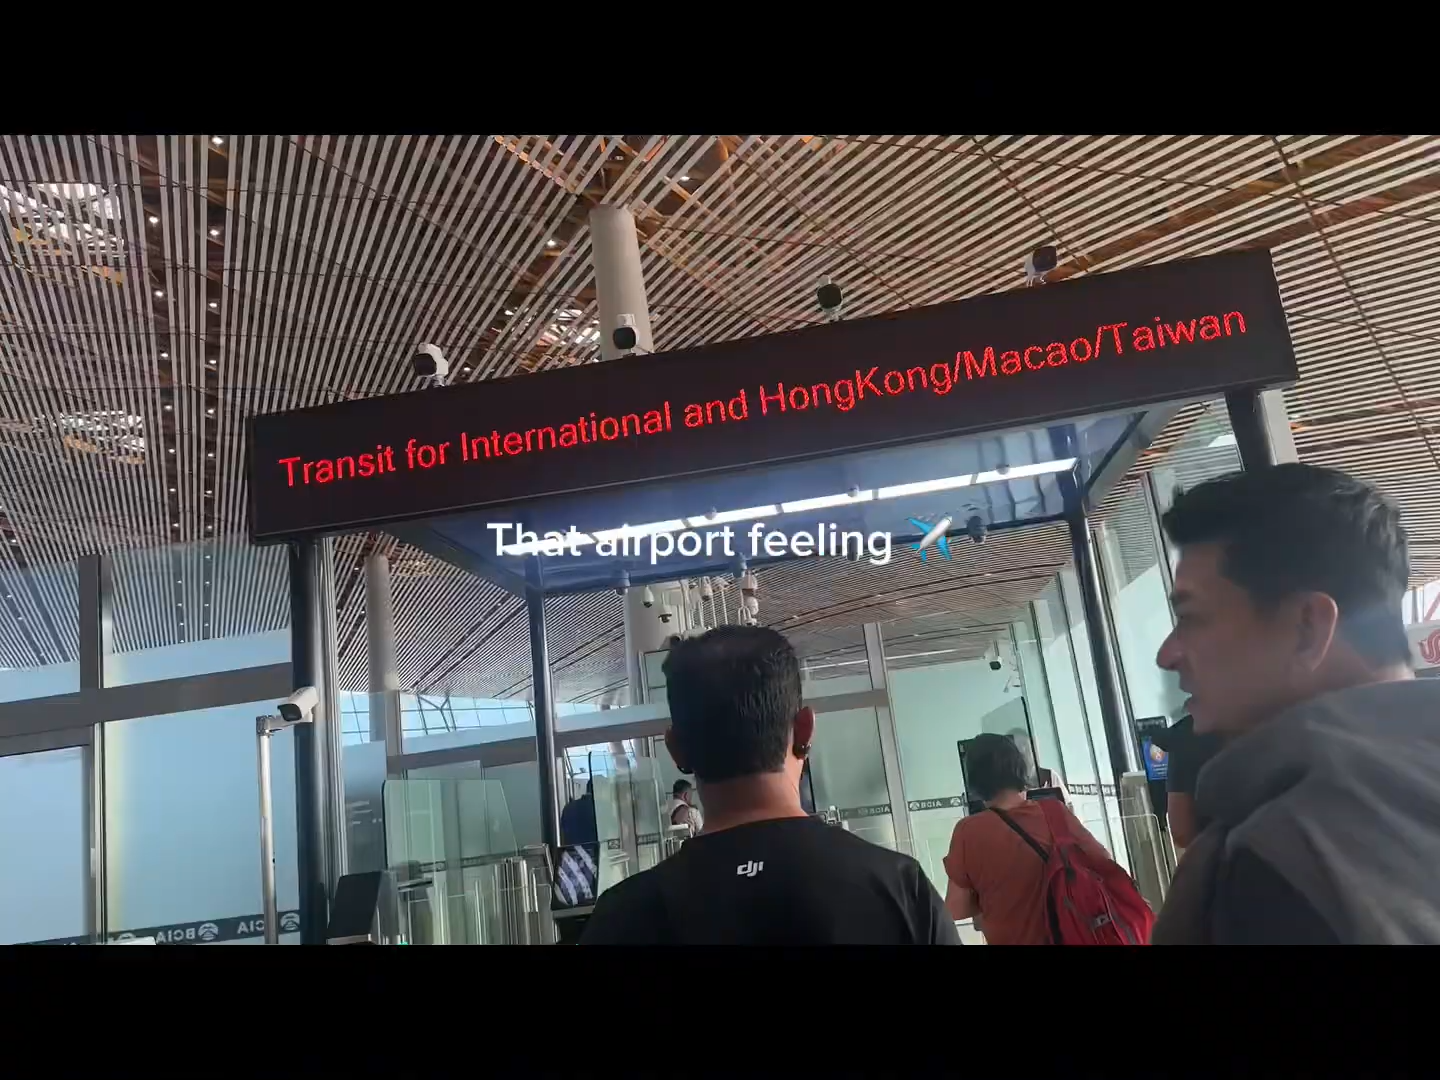 Transit for International and HongKong/Macao/Taiwan
That airport feeling ✈️
dji
BCIA
BCIA